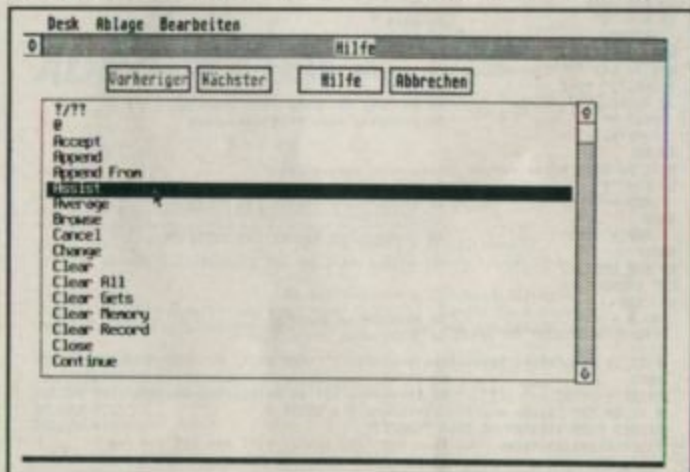 Desk Ablage Bearbeiten
Hilfe
Vorheriger Nächster Hilfe Abbrechen
?/??
@
Accept
Append
Append From
Assist
Average
Browse
Cancel
Change
Clear
Clear All
Clear Gets
Clear Memory
Clear Record
Close
Continue